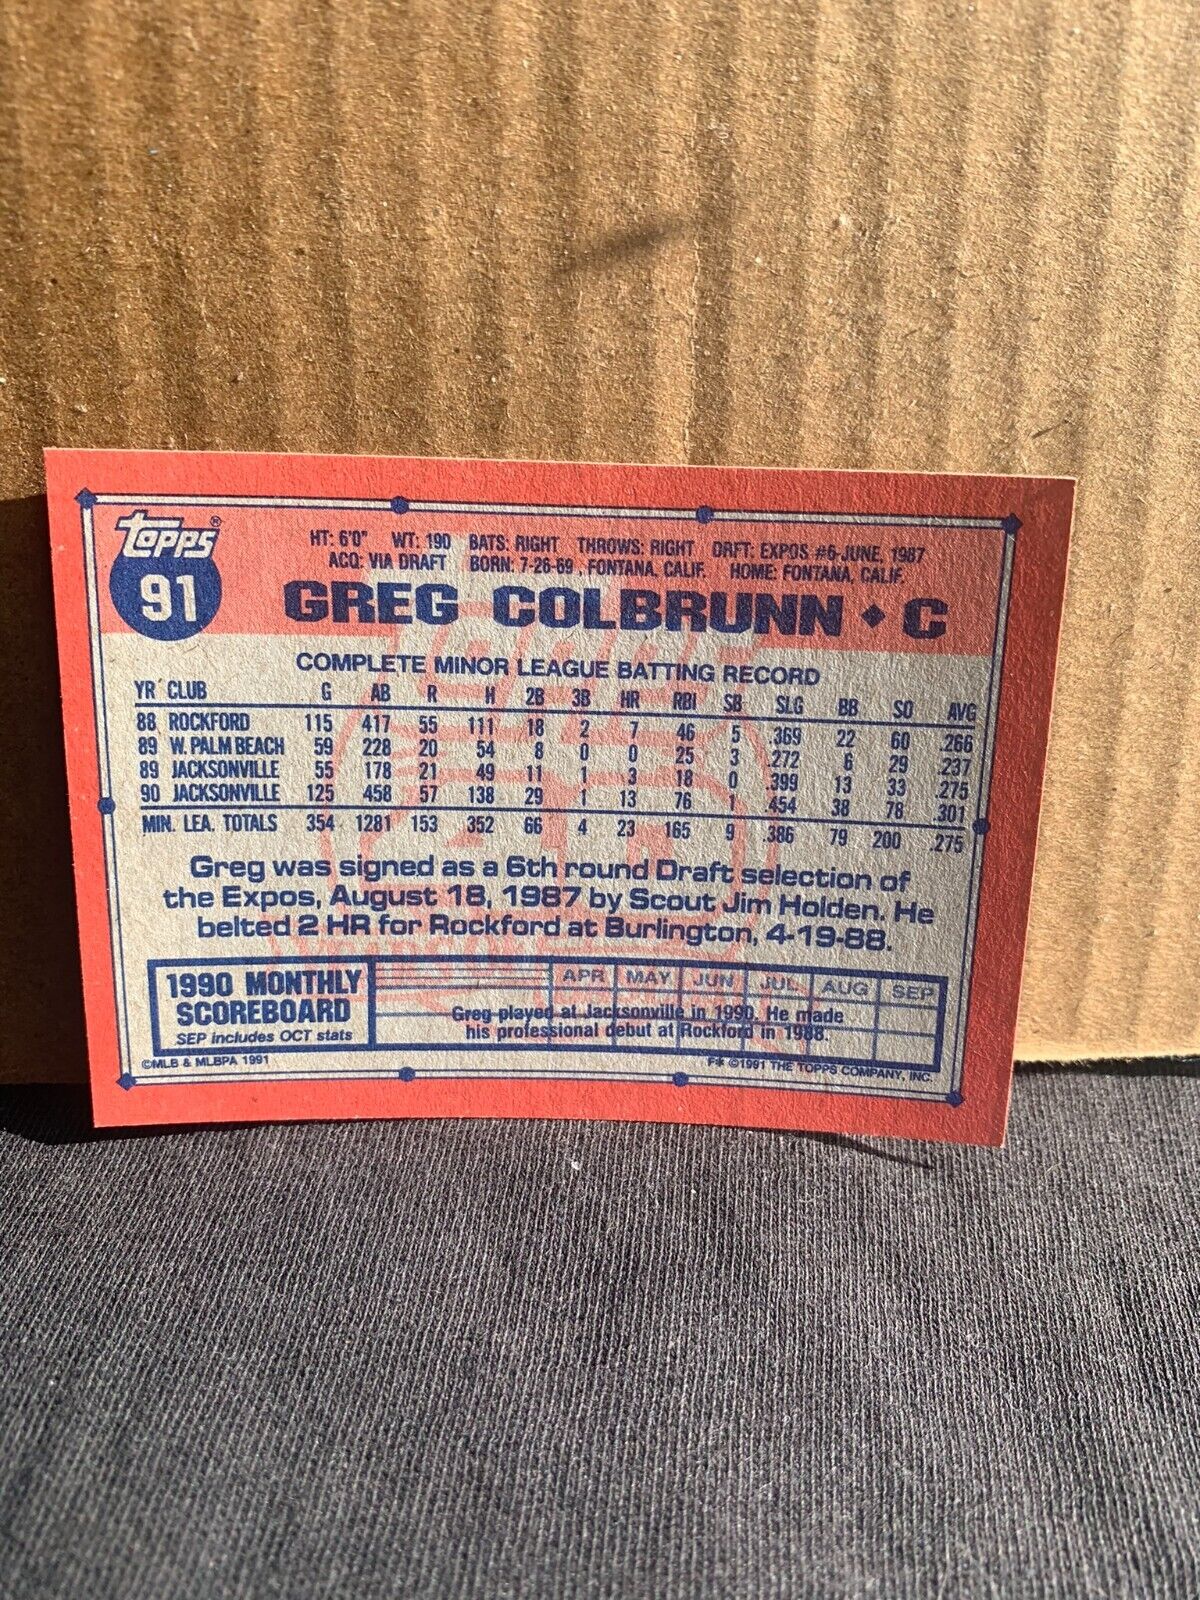 topps®
91
HT: 6'0" WT: 190 BATS: RIGHT THROWS: RIGHT DRFT: EXPOS #6-JUNE, 1987
ACQ: VIA DRAFT BORN: 7-26-69, FONTANA, CALIF. HOME: FONTANA, CALIF.
GREG COLBRUNN ♦ C
COMPLETE MINOR LEAGUE BATTING RECORD
YR CLUB G AB R H 2B 3B HR RBI SB SLG BB SO AVG
88 ROCKFORD 115 417 55 111 18 2 7 46 5 .369 22 60 .266
89 W. PALM BEACH 59 228 20 54 8 0 0 25 3 .272 6 29 .237
89 JACKSONVILLE 55 178 21 49 11 1 3 18 0 .399 13 33 .275
90 JACKSONVILLE 125 458 57 138 29 1 13 76 1 .454 38 78 .301
MIN. LEA. TOTALS 354 1281 153 352 66 4 23 165 9 .386 79 200 .275
Greg was signed as a 6th round Draft selection of
the Expos, August 18, 1987 by Scout Jim Holden. He
belted 2 HR for Rockford at Burlington, 4-19-88.
1990 MONTHLY
SCOREBOARD
SEP includes OCT stats
APR MAY JUN JUL AUG SEP
Greg played at Jacksonville in 1990. He made
his professional debut at Rockford in 1988.
©MLB & MLBPA 1991
F* ©1991 THE TOPPS COMPANY, INC.